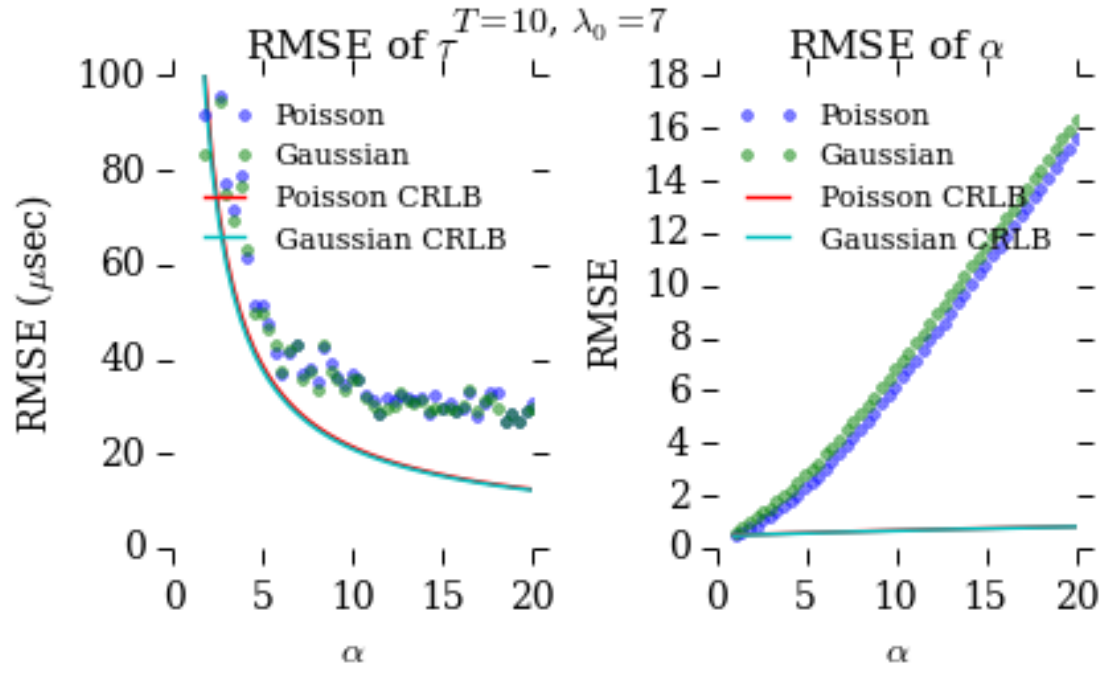 T=10, λ₀=7
RMSE of τ
100
80
60
40
20
0
RMSE (μsec)
Poisson
Gaussian
Poisson CRLB
Gaussian CRLB
0 5 10 15 20
α
RMSE of α
18
16
14
12
10
8
6
4
2
0
RMSE
Poisson
Gaussian
Poisson CRLB
Gaussian CRLB
0 5 10 15 20
α